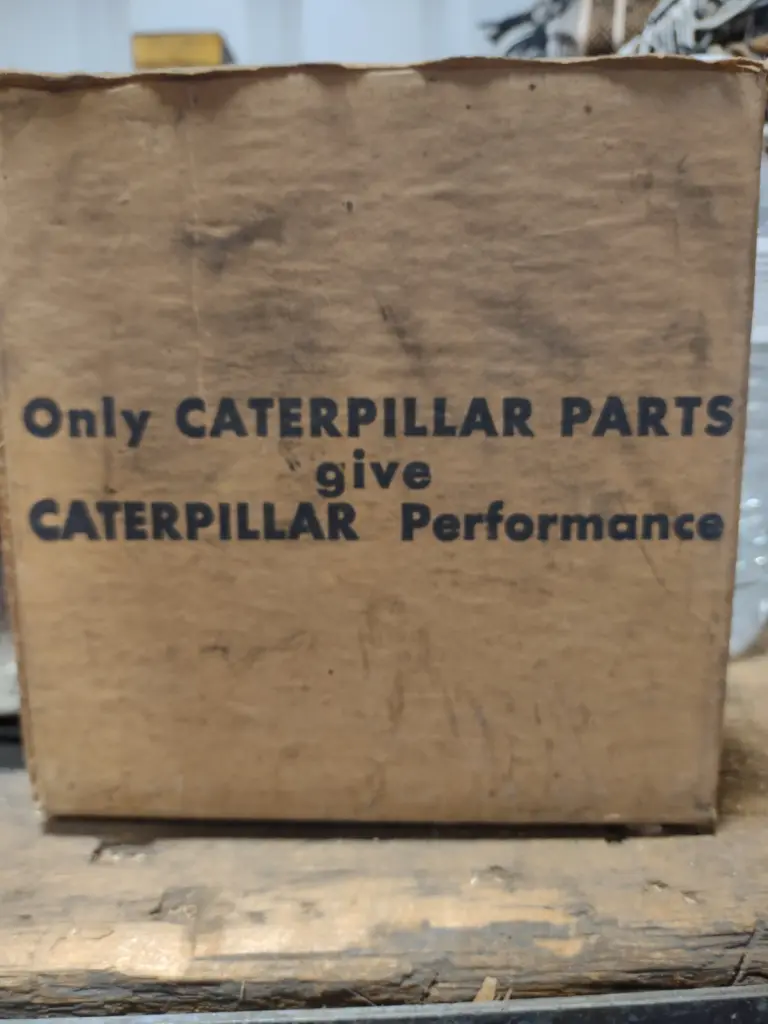 Only CATERPILLAR PARTS
give
CATERPILLAR Performance